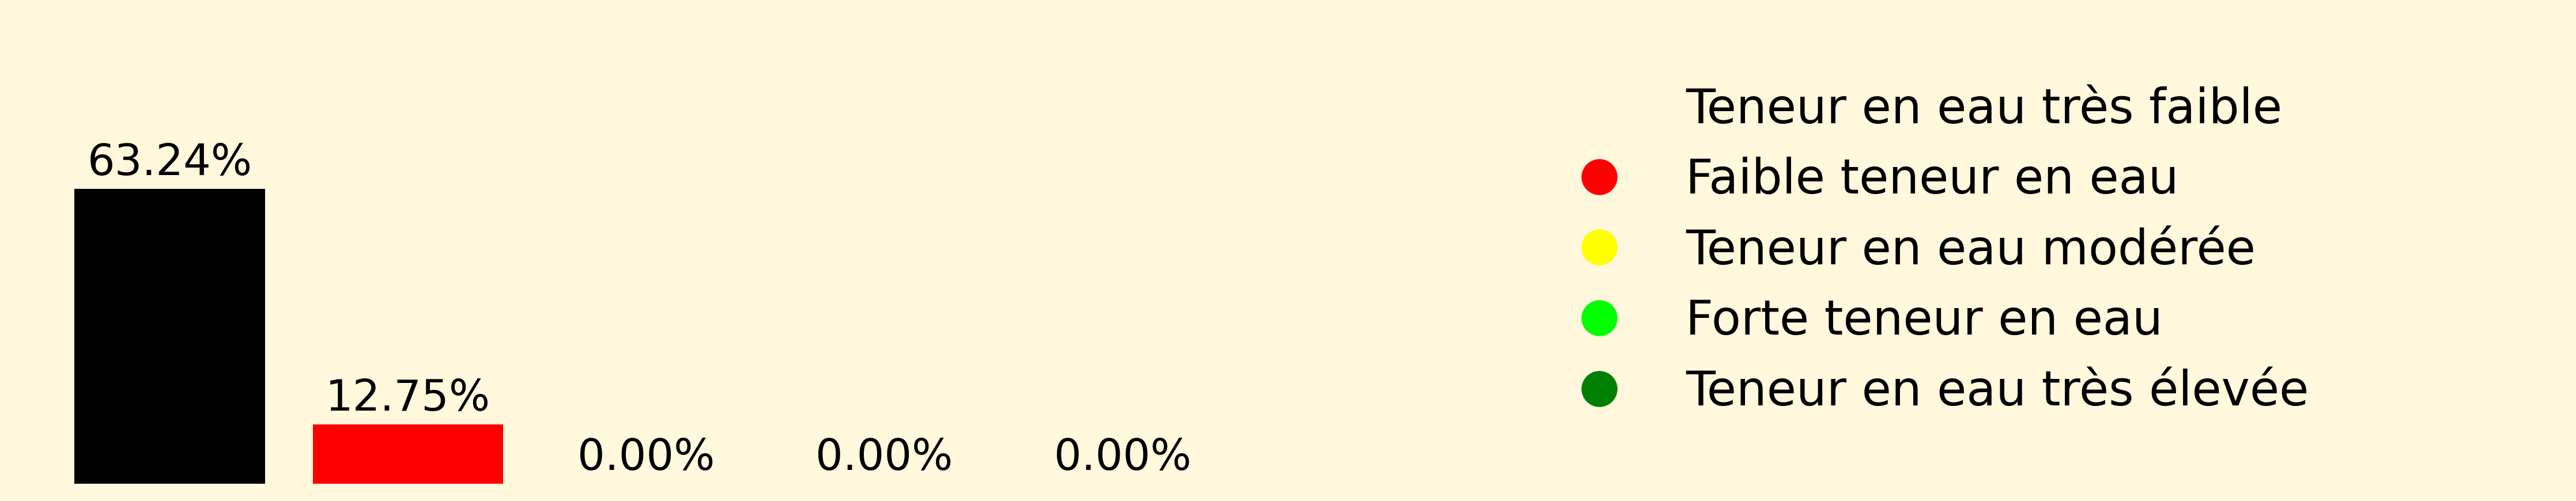 63.24%
12.75%
0.00%
0.00%
0.00%
Teneur en eau très faible
Faible teneur en eau
Teneur en eau modérée
Forte teneur en eau
Teneur en eau très élevée